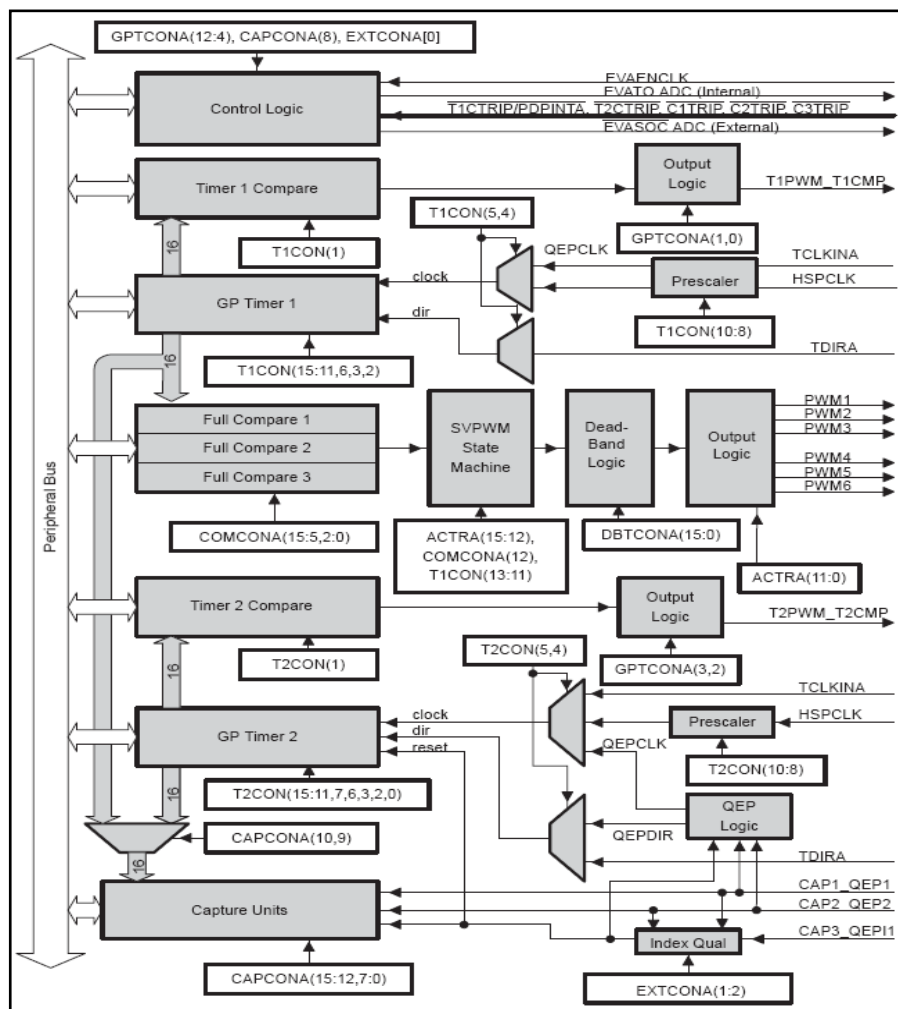 GPTCONA(12:4), CAPCONA(8), EXTCONA[0]
Control Logic
EVAENCLK
EVATO ADC (Internal)
T1CTRIP/PDPINTA, T2CTRIP, C1TRIP, C2TRIP, C3TRIP
EVASOC ADC (External)
Timer 1 Compare
Output
Logic
T1PWM_T1CMP
T1CON(5,4)
GPTCONA(1,0)
16
T1CON(1)
QEPCLK
TCLKINA
clock
Prescaler
HSPCLK
GP Timer 1
dir
T1CON(10:8)
TDIRA
16
T1CON(15:11,6,3,2)
Full Compare 1
Full Compare 2
Full Compare 3
SVPWM
State
Machine
Dead-
Band
Logic
Output
Logic
PWM1
PWM2
PWM3
PWM4
PWM5
PWM6
Peripheral Bus
COMCONA(15:5,2:0)
ACTRA(15:12),
COMCONA(12),
T1CON(13:11)
DBTCONA(15:0)
ACTRA(11:0)
Timer 2 Compare
Output
Logic
T2PWM_T2CMP
T2CON(5,4)
GPTCONA(3,2)
16
T2CON(1)
TCLKINA
clock
Prescaler
HSPCLK
GP Timer 2
dir
reset
QEPCLK
T2CON(10:8)
16
T2CON(15:11,7,6,3,2,0)
QEP
Logic
QEPDIR
CAPCONA(10,9)
TDIRA
16
CAP1_QEP1
Capture Units
CAP2_QEP2
Index Qual
CAP3_QEPI1
CAPCONA(15:12,7:0)
EXTCONA(1:2)